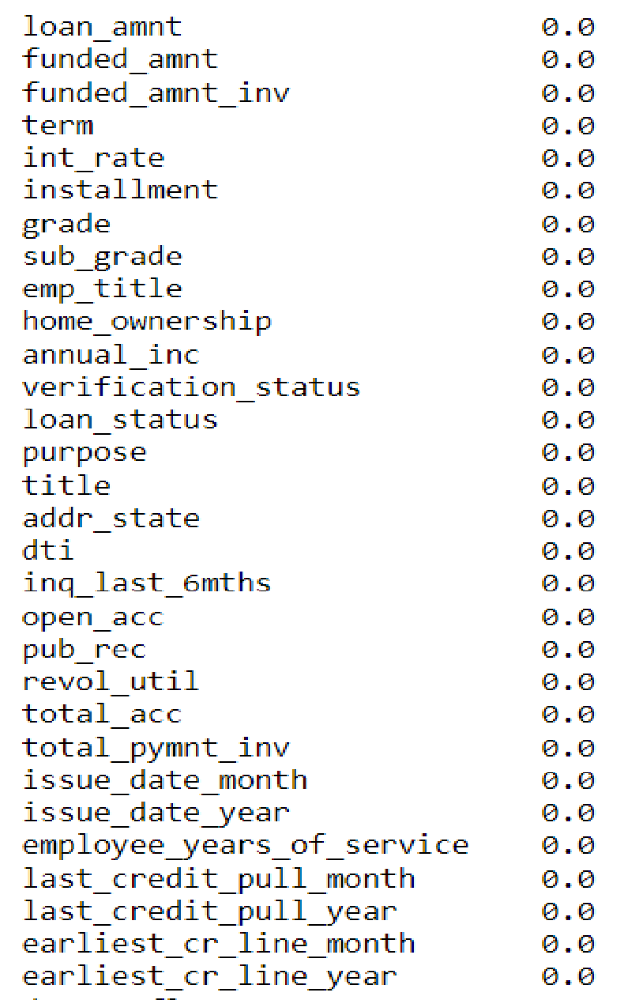 loan_amnt 0.0
funded_amnt 0.0
funded_amnt_inv 0.0
term 0.0
int_rate 0.0
installment 0.0
grade 0.0
sub_grade 0.0
emp_title 0.0
home_ownership 0.0
annual_inc 0.0
verification_status 0.0
loan_status 0.0
purpose 0.0
title 0.0
addr_state 0.0
dti 0.0
inq_last_6mths 0.0
open_acc 0.0
pub_rec 0.0
revol_util 0.0
total_acc 0.0
total_pymnt_inv 0.0
issue_date_month 0.0
issue_date_year 0.0
employee_years_of_service 0.0
last_credit_pull_month 0.0
last_credit_pull_year 0.0
earliest_cr_line_month 0.0
earliest_cr_line_year 0.0